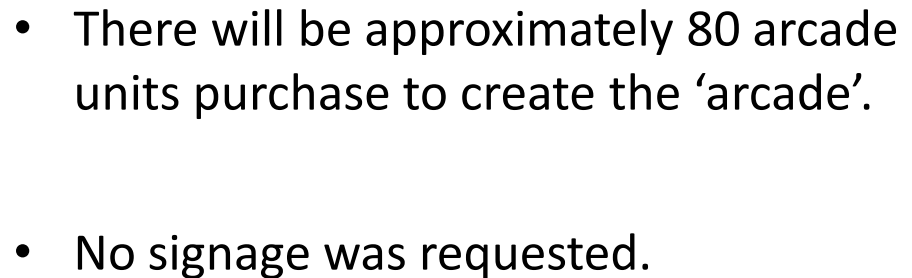 • There will be approximately 80 arcade
units purchase to create the ‘arcade’.
• No signage was requested.